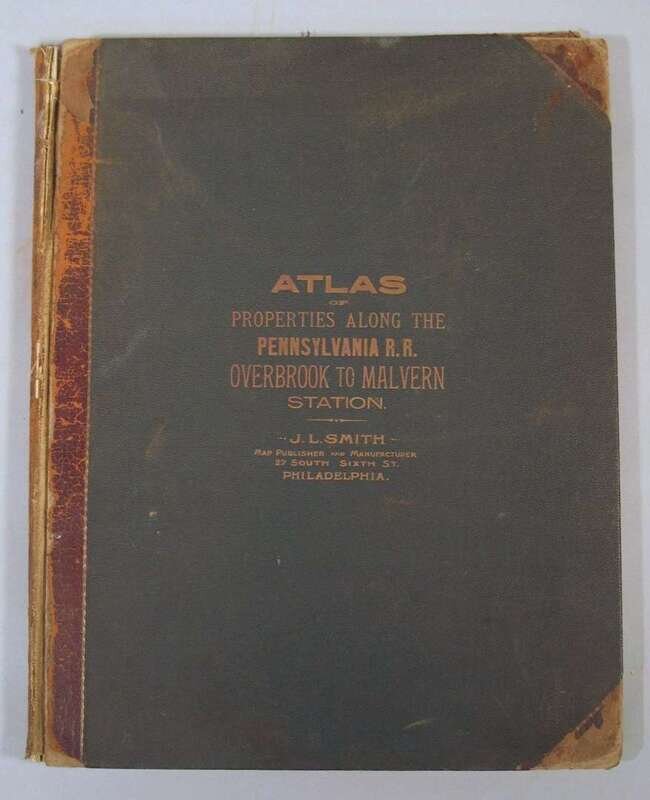 ATLAS
OF
PROPERTIES ALONG THE
PENNSYLVANIA R.R.
OVERBROOK TO MALVERN
STATION.
J. L. SMITH
MAP PUBLISHER AND MANUFACTURER
27 SOUTH SIXTH ST.
PHILADELPHIA.